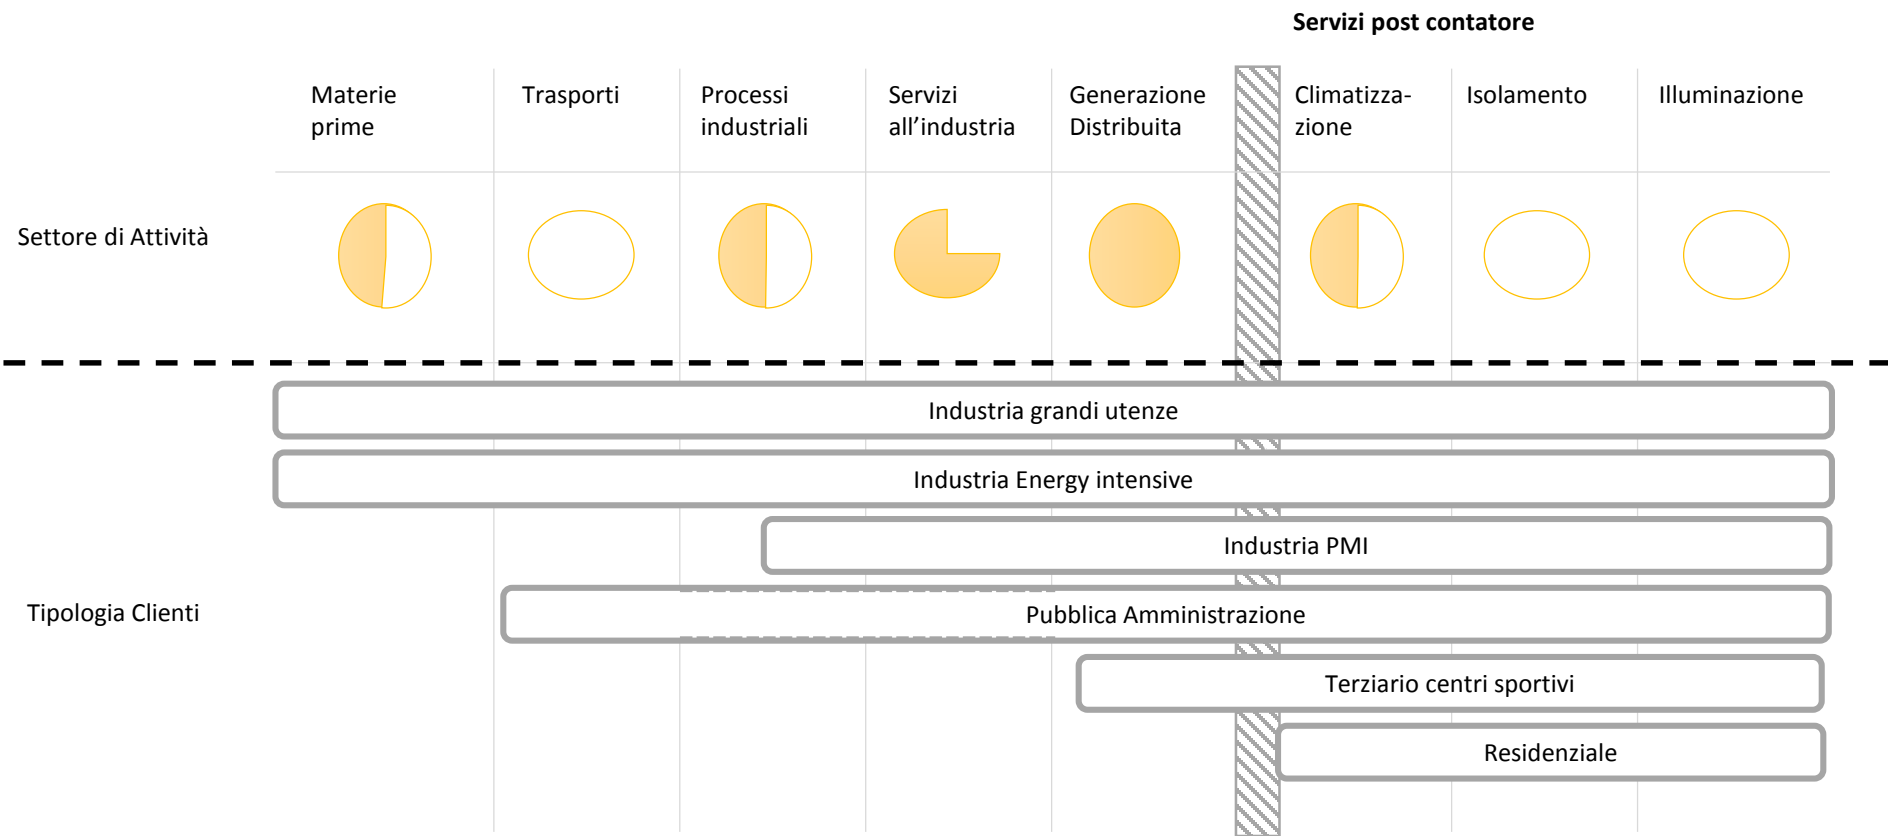 Servizi post contatore
Materie
prime
Trasporti
Processi
industriali
Servizi
all’industria
Generazione
Distribuita
Climatizza-
zione
Isolamento
Illuminazione
Settore di Attività
Industria grandi utenze
Industria Energy intensive
Industria PMI
Tipologia Clienti
Pubblica Amministrazione
Terziario centri sportivi
Residenziale